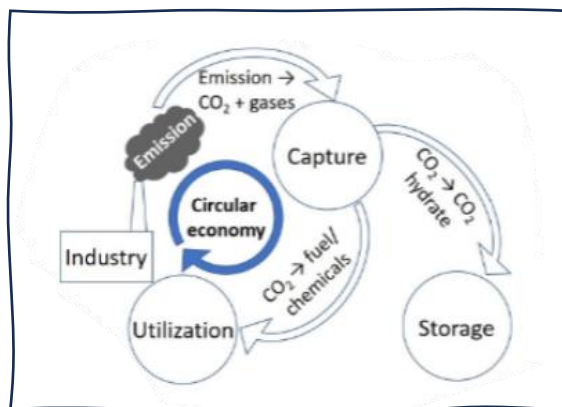 Emission →
CO₂ + gases
Emission
Capture
CO₂ → CO₂
hydrate
Circular
economy
Industry
CO₂ → fuel/
chemicals
Utilization
Storage